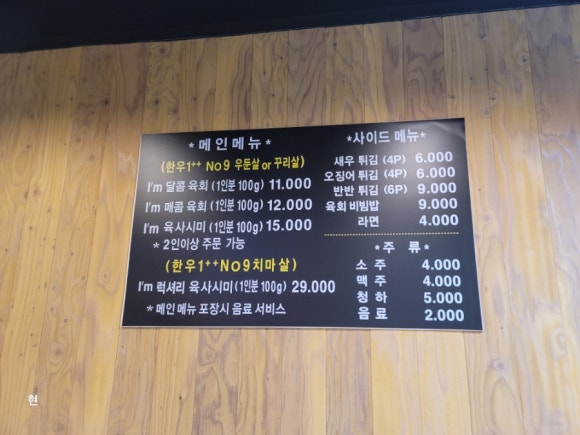 *메인메뉴*
(한우1⁺⁺ No9 우둔살 or 꾸리살)
I'm 달콤 육회 (1인분 100g) 11.000
I'm 매콤 육회 (1인분 100g) 12.000
I'm 육사시미 (1인분 100g) 15.000
* 2인이상 주문 가능
(한우1⁺⁺NO9치마살)
I'm 럭셔리 육사시미(1인분 100g) 29.000
* 메인 메뉴 포장시 음료 서비스
*사이드 메뉴*
새우 튀김 (4P) 6.000
오징어 튀김 (4P) 6.000
반반 튀김 (6P) 9.000
육회 비빔밥 9.000
라면 4.000
*주 류*
소 주 4.000
맥 주 4.000
청 하 5.000
음 료 2.000
현